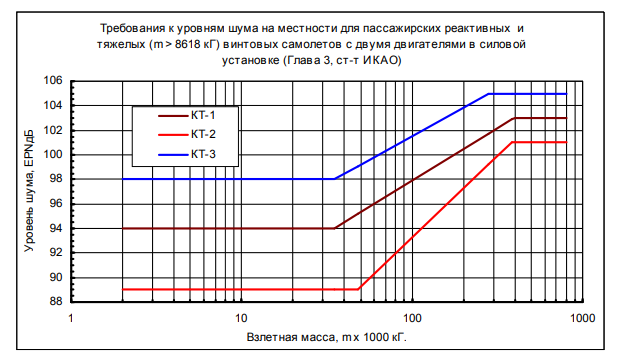 Требования к уровням шума на местности для пассажирских реактивных и
тяжелых (m > 8618 кГ) винтовых самолетов с двумя двигателями в силовой
установке (Глава 3, ст-т ИКАО)
106
104
102
100
98
96
94
92
90
88
Уровень шума, EPNдБ
КТ-1
КТ-2
КТ-3
1
10
100
1000
Взлетная масса, m x 1000 кГ.